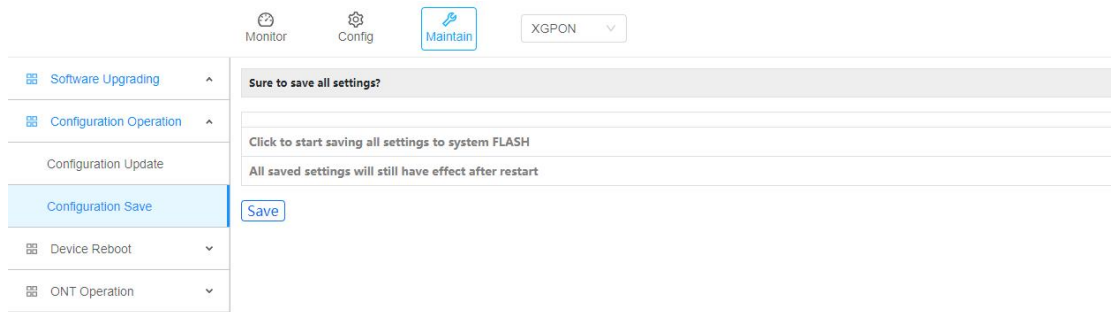 Monitor
Config
Maintain
XGPON
Software Upgrading
Configuration Operation
Configuration Update
Configuration Save
Device Reboot
ONT Operation
Sure to save all settings?
Click to start saving all settings to system FLASH
All saved settings will still have effect after restart
Save